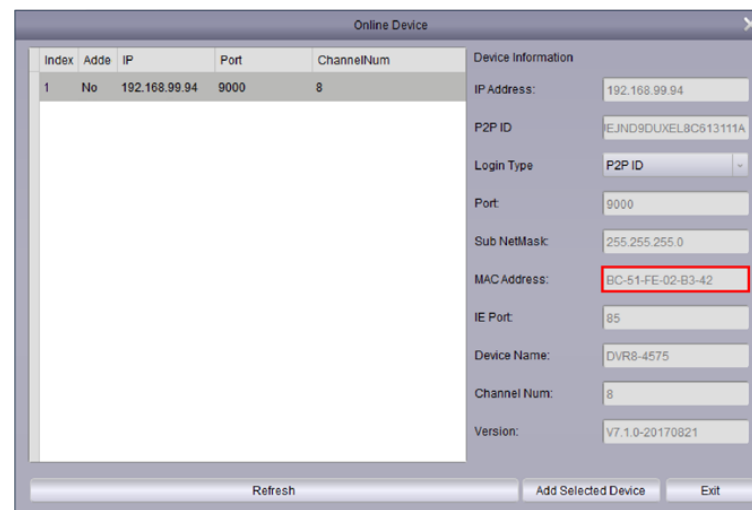 Online Device
Index Adde IP Port ChannelNum
1 No 192.168.99.94 9000 8
Device Information
IP Address: 192.168.99.94
P2P ID IEJND9DUXEL8C613111A
Login Type P2P ID
Port: 9000
Sub NetMask: 255.255.255.0
MAC Address: BC-51-FE-02-B3-42
IE Port: 85
Device Name: DVR8-4575
Channel Num: 8
Version: V7.1.0-20170821
Refresh Add Selected Device Exit